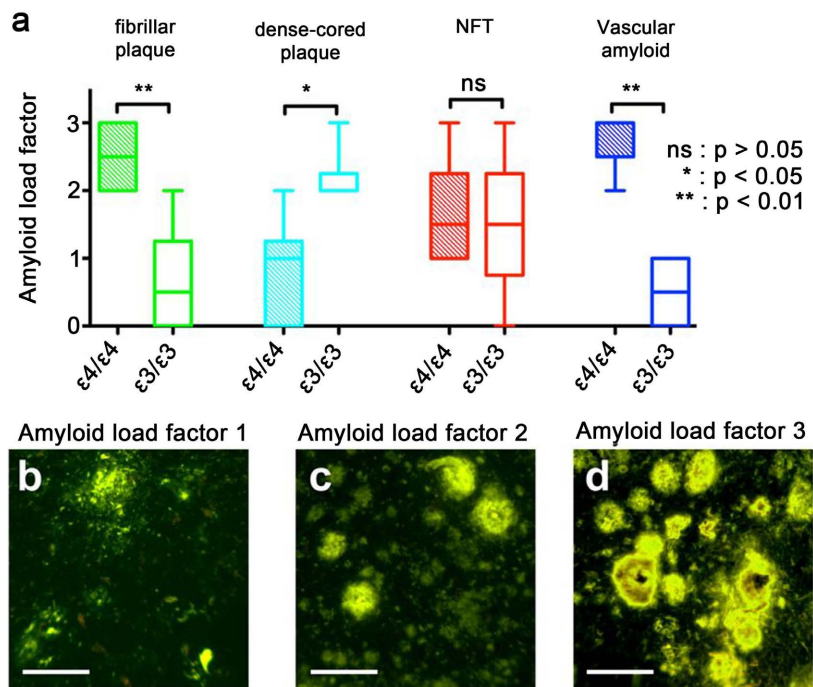 a
fibrillar
plaque
dense-cored
plaque
NFT
Vascular
amyloid
Amyloid load factor
3
2
1
0
**
*
ns
**
ns : p > 0.05
* : p < 0.05
** : p < 0.01
ε4/ε4
ε3/ε3
ε4/ε4
ε3/ε3
ε4/ε4
ε3/ε3
ε4/ε4
ε3/ε3
Amyloid load factor 1
Amyloid load factor 2
Amyloid load factor 3
b
c
d